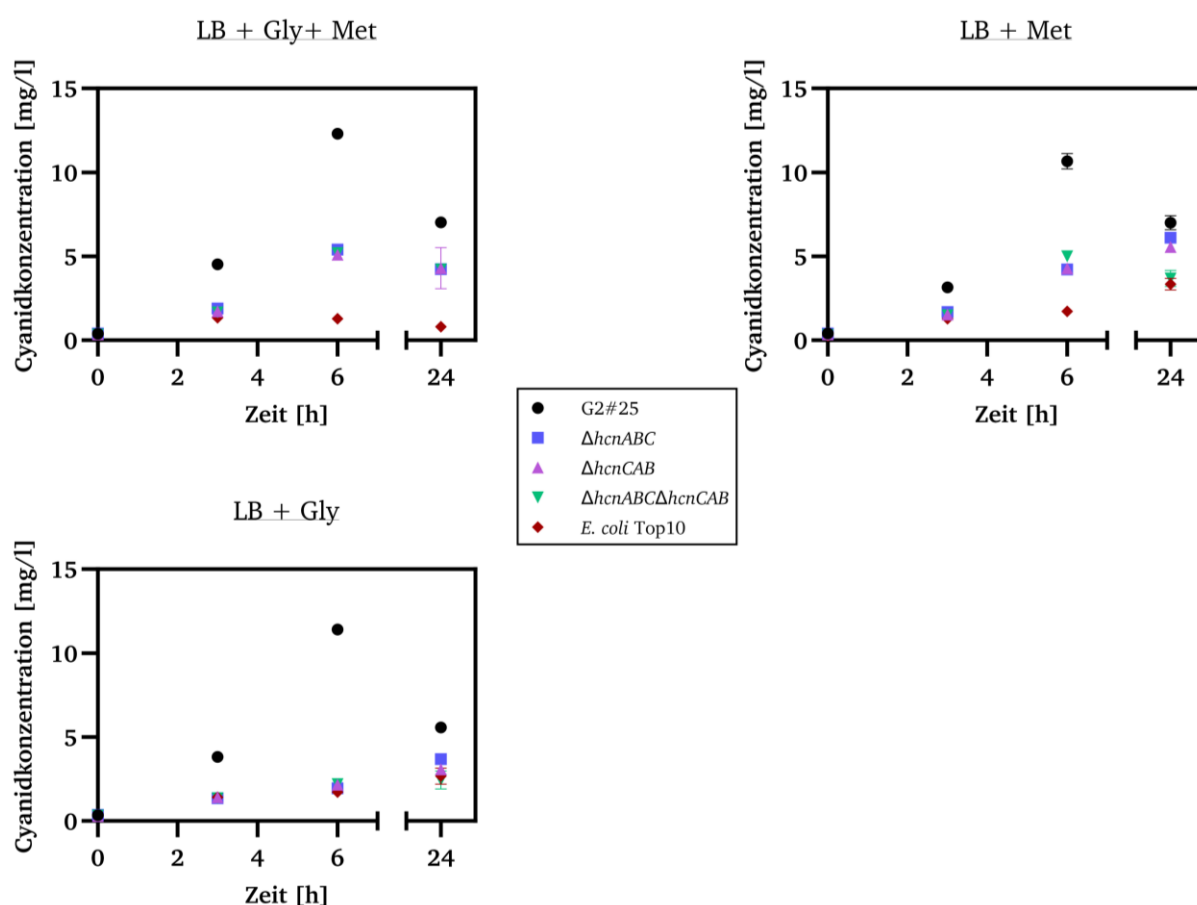 LB + Gly+ Met
Cyanidkonzentration [mg/l]
15
10
5
0
0 2 4 6 24
Zeit [h]
LB + Met
Cyanidkonzentration [mg/l]
15
10
5
0
0 2 4 6 24
Zeit [h]
G2#25
ΔhcnABC
ΔhcnCAB
ΔhcnABCΔhcnCAB
E. coli Top10
LB + Gly
Cyanidkonzentration [mg/l]
15
10
5
0
0 2 4 6 24
Zeit [h]